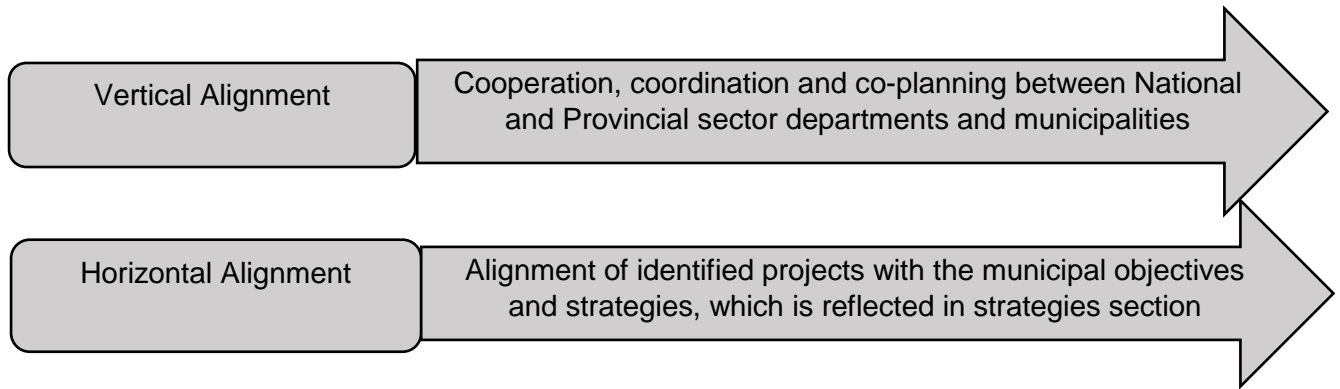 Vertical Alignment
Cooperation, coordination and co-planning between National
and Provincial sector departments and municipalities
Horizontal Alignment
Alignment of identified projects with the municipal objectives
and strategies, which is reflected in strategies section